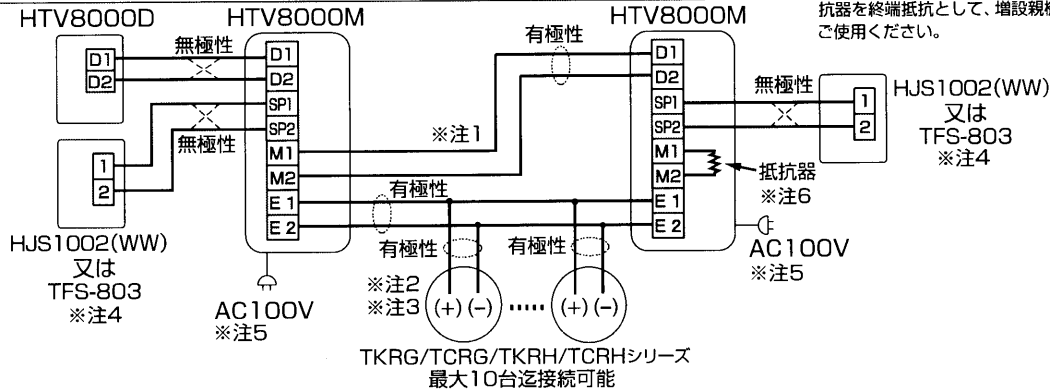 抗器を終端抵抗として、増設親機
ご使用ください。
HTV8000D
HTV8000M
HTV8000M
無極性
有極性
D1
D2
D1
D2
SP1
SP2
M1
M2
E1
E2
D1
D2
SP1
SP2
M1
M2
E1
E2
無極性
※注1
無極性
1
2
HJS1002(WW)
又は
TFS-803
※注4
1
2
HJS1002(WW)
又は
TFS-803
※注4
抵抗器
※注6
有極性
有極性
有極性
AC100V
※注5
AC100V
※注5
※注2
※注3
(+) (-)
(+) (-)
TKRG/TCRG/TKRH/TCRHシリーズ
最大10台迄接続可能